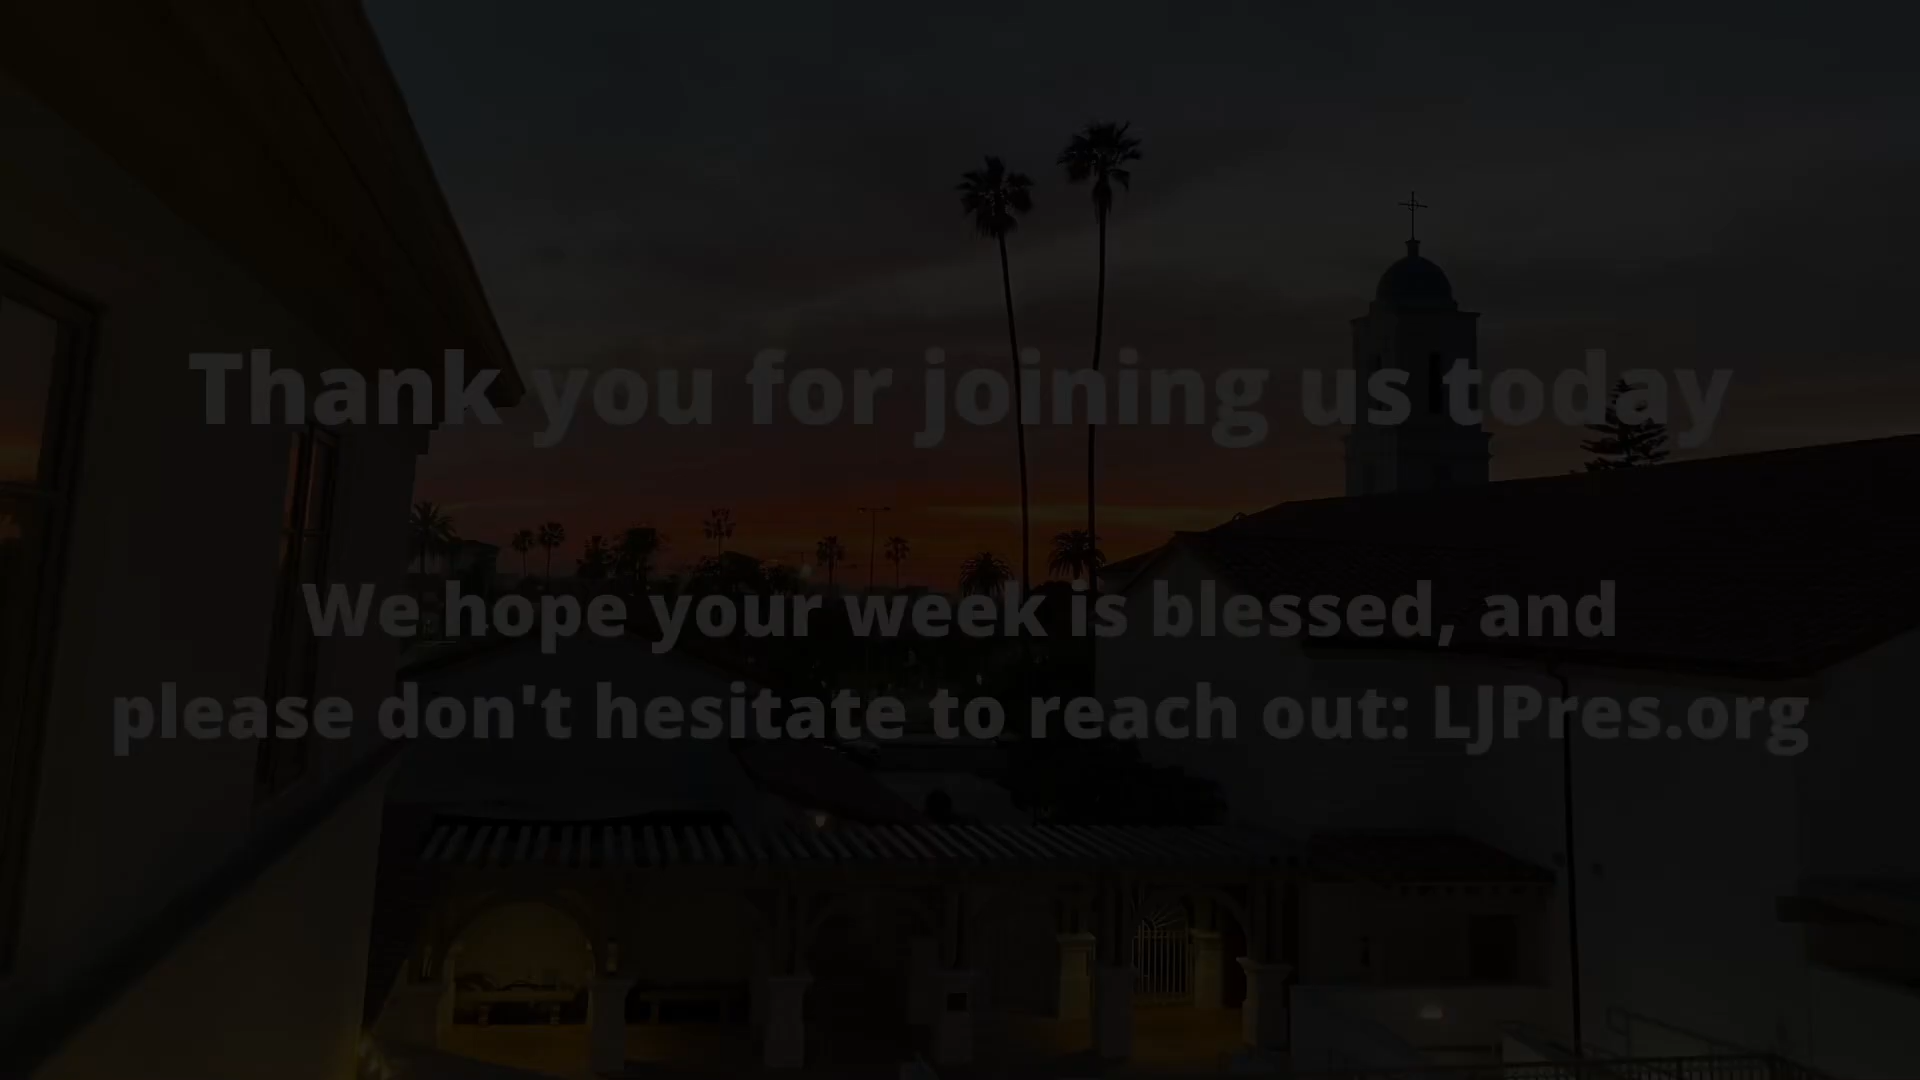 Thank you for joining us today
We hope your week is blessed, and
please don't hesitate to reach out: LJPres.org